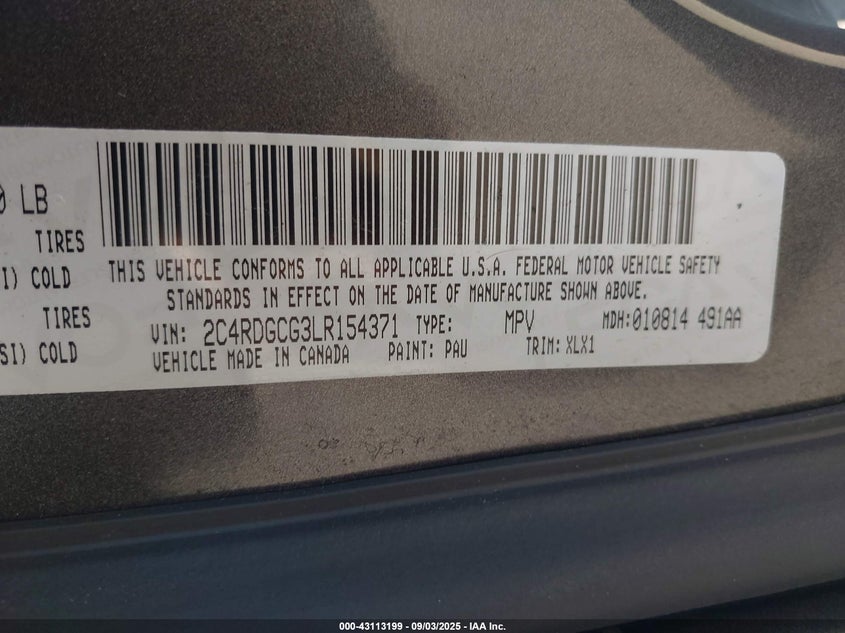 0 LB
TIRES
I) COLD
TIRES
SI) COLD
THIS VEHICLE CONFORMS TO ALL APPLICABLE U.S.A. FEDERAL MOTOR VEHICLE SAFETY
STANDARDS IN EFFECT ON THE DATE OF MANUFACTURE SHOWN ABOVE.
VIN: 2C4RDGCG3LR154371 TYPE: MPV MDH:010814 491AA
VEHICLE MADE IN CANADA PAINT: PAU TRIM: XLX1
000-43113199 - 09/03/2025 - IAA Inc.